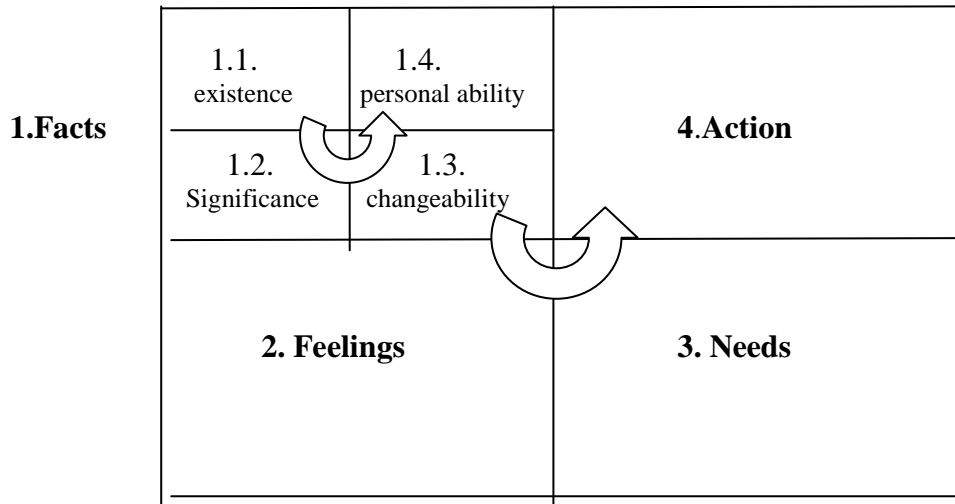 1.1.
existence
1.4.
personal ability
1.Facts
4.Action
1.2.
Significance
1.3.
changeability
2. Feelings
3. Needs